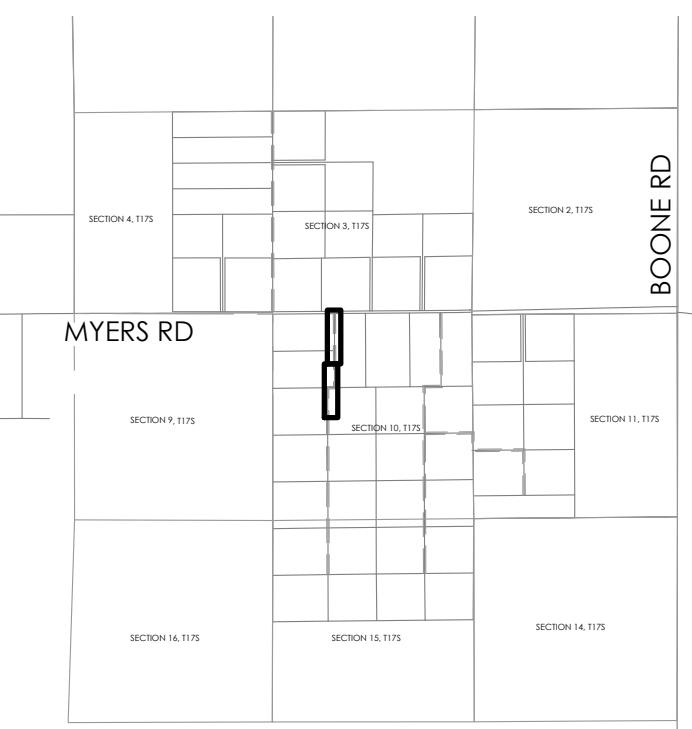 SECTION 2, T17S
BOONE RD
SECTION 4, T17S
SECTION 3, T17S
MYERS RD
SECTION 9, T17S
SECTION 10, T17S
SECTION 11, T17S
SECTION 16, T17S
SECTION 15, T17S
SECTION 14, T17S